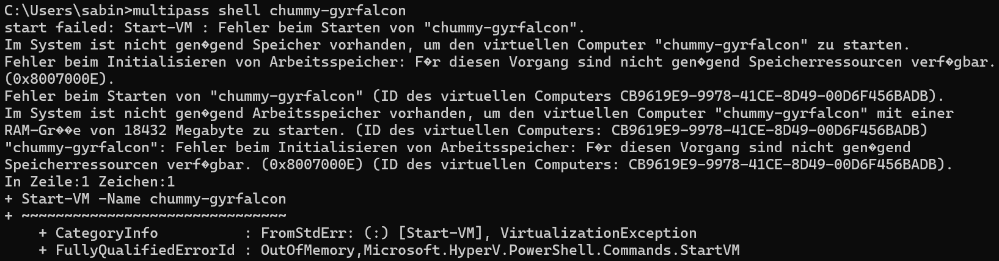 C:\Users\sabin>multipass shell chummy-gyrfalcon
start failed: Start-VM : Fehler beim Starten von "chummy-gyrfalcon".
Im System ist nicht gen�gend Speicher vorhanden, um den virtuellen Computer "chummy-gyrfalcon" zu starten.
Fehler beim Initialisieren von Arbeitsspeicher: F�r diesen Vorgang sind nicht gen�gend Speicherressourcen verf�gbar.
(0x8007000E).
Fehler beim Starten von "chummy-gyrfalcon" (ID des virtuellen Computers CB9619E9-9978-41CE-8D49-00D6F456BADB).
Im System ist nicht gen�gend Arbeitsspeicher vorhanden, um den virtuellen Computer "chummy-gyrfalcon" mit einer
RAM-Gr��e von 18432 Megabyte zu starten. (ID des virtuellen Computers: CB9619E9-9978-41CE-8D49-00D6F456BADB)
"chummy-gyrfalcon": Fehler beim Initialisieren von Arbeitsspeicher: F�r diesen Vorgang sind nicht gen�gend
Speicherressourcen verf�gbar. (0x8007000E) (ID des virtuellen Computers: CB9619E9-9978-41CE-8D49-00D6F456BADB).
In Zeile:1 Zeichen:1
+ Start-VM -Name chummy-gyrfalcon
+ ~~~~~~~~~~~~~~~~~~~~~~~~~~~~~~~
    + CategoryInfo          : FromStdErr: (:) [Start-VM], VirtualizationException
    + FullyQualifiedErrorId : OutOfMemory,Microsoft.HyperV.PowerShell.Commands.StartVM